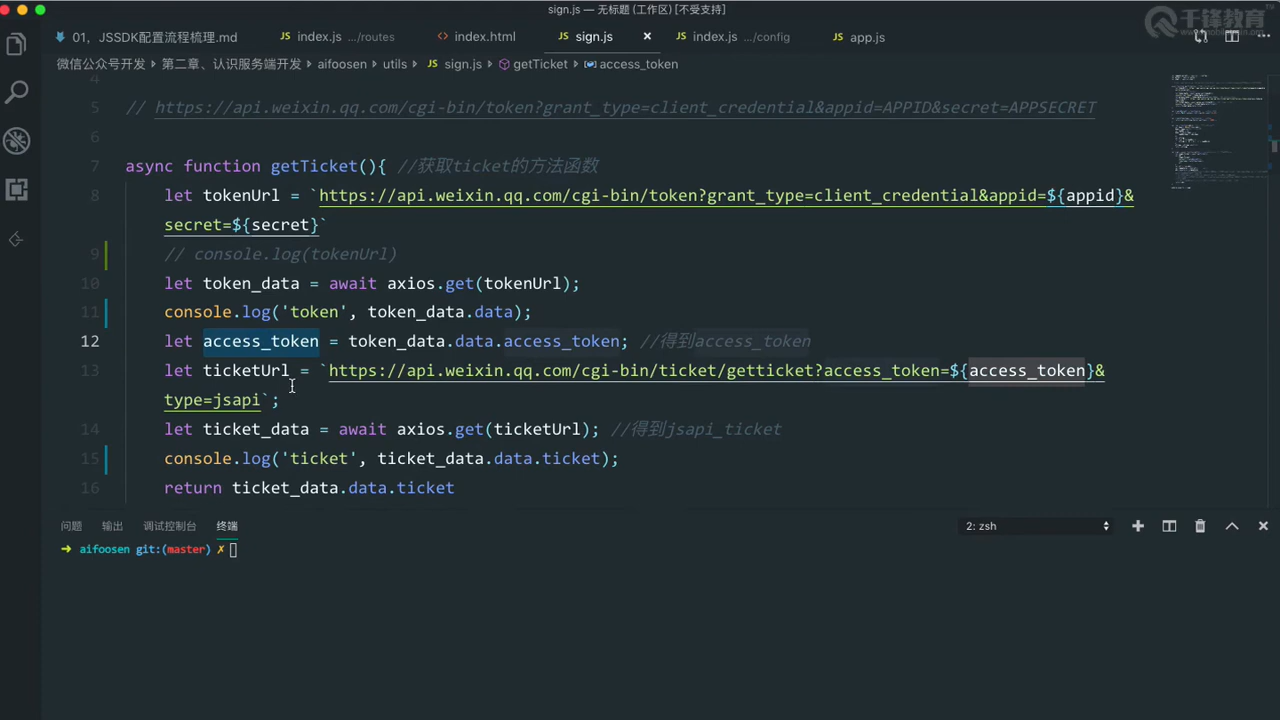 sign.js — 无标题 (工作区) [不受支持]
千锋教育
01，JSSDK配置流程梳理.md
index.js .../routes
index.html
sign.js
index.js .../config
app.js
微信公众号开发 › 第二章、认识服务端开发 › aifoosen › utils › sign.js › getTicket › access_token
4
5 // https://api.weixin.qq.com/cgi-bin/token?grant_type=client_credential&appid=APPID&secret=APPSECRET
6
7 async function getTicket(){ //获取ticket的方法函数
8 let tokenUrl = `https://api.weixin.qq.com/cgi-bin/token?grant_type=client_credential&appid=${appid}&
secret=${secret}`
9 // console.log(tokenUrl)
10 let token_data = await axios.get(tokenUrl);
11 console.log('token', token_data.data);
12 let access_token = token_data.data.access_token; //得到access_token
13 let ticketUrl = `https://api.weixin.qq.com/cgi-bin/ticket/getticket?access_token=${access_token}&
type=jsapi`;
14 let ticket_data = await axios.get(ticketUrl); //得到jsapi_ticket
15 console.log('ticket', ticket_data.data.ticket);
16 return ticket_data.data.ticket
问题 输出 调试控制台 终端
2: zsh
➜ aifoosen git:(master) ✗